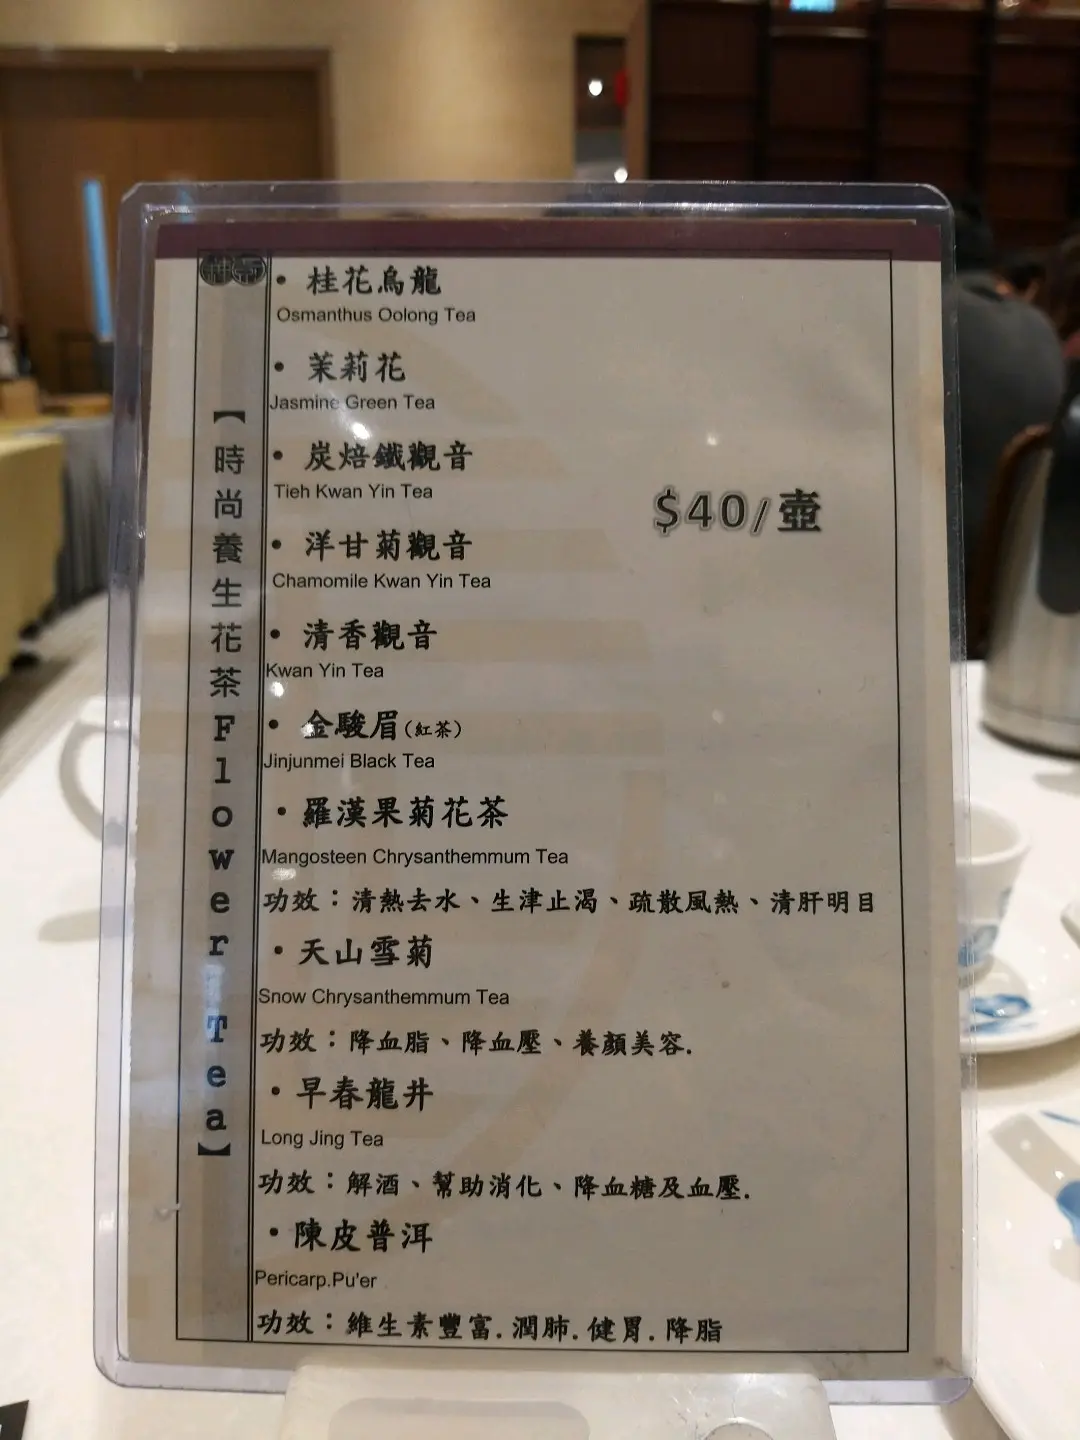 【時尚養生花茶Flower Tea】
• 桂花烏龍
Osmanthus Oolong Tea
• 茉莉花
Jasmine Green Tea
• 炭焙鐵觀音
Tieh Kwan Yin Tea
$40/壺
• 洋甘菊觀音
Chamomile Kwan Yin Tea
• 清香觀音
Kwan Yin Tea
• 金駿眉(紅茶)
Jinjunmei Black Tea
• 羅漢果菊花茶
Mangosteen Chrysanthemmum Tea
功效：清熱去水、生津止渴、疏散風熱、清肝明目
• 天山雪菊
Snow Chrysanthemmum Tea
功效：降血脂、降血壓、養顏美容.
• 早春龍井
Long Jing Tea
功效：解酒、幫助消化、降血糖及血壓.
• 陳皮普洱
Pericarp.Pu'er
功效：維生素豐富.潤肺.健胃.降脂